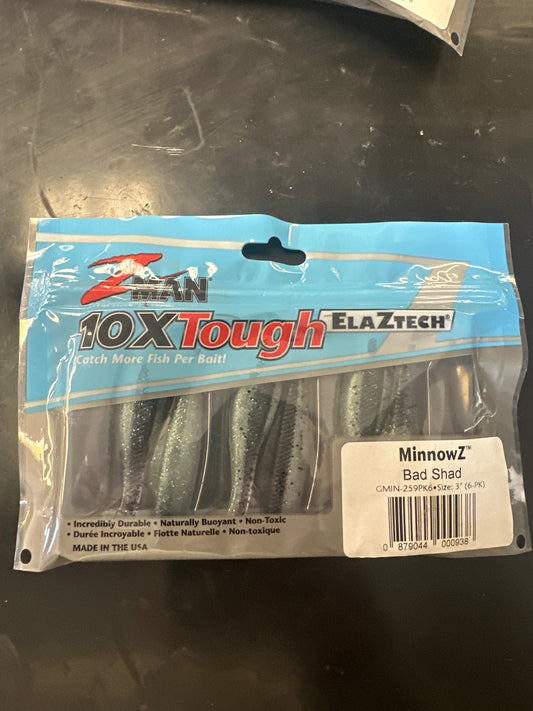 Z MAN™
10X Tough ELAZTECH®
Catch More Fish Per Bait!
MinnowZ™
Bad Shad
GMIN-259PK6•Size: 3" (6-PK)
0 879044 000938
• Incredibly Durable • Naturally Buoyant • Non-Toxic
• Durée Incroyable • Flotte Naturelle • Non-toxique
MADE IN THE USA